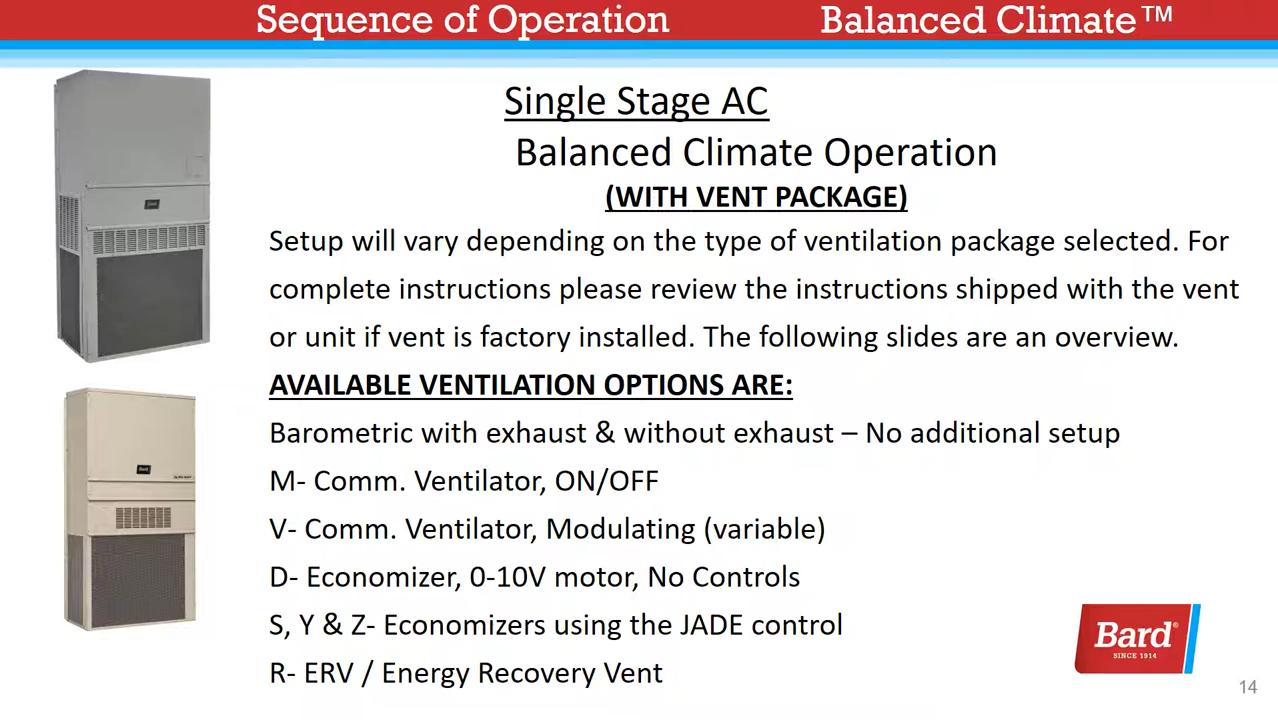 Sequence of Operation
Balanced Climate™
Single Stage AC
Balanced Climate Operation
(WITH VENT PACKAGE)
Setup will vary depending on the type of ventilation package selected. For
complete instructions please review the instructions shipped with the vent
or unit if vent is factory installed. The following slides are an overview.
AVAILABLE VENTILATION OPTIONS ARE:
Barometric with exhaust & without exhaust – No additional setup
M- Comm. Ventilator, ON/OFF
V- Comm. Ventilator, Modulating (variable)
D- Economizer, 0-10V motor, No Controls
S, Y & Z- Economizers using the JADE control
R- ERV / Energy Recovery Vent
Bard
Bard®
SINCE 1914
14